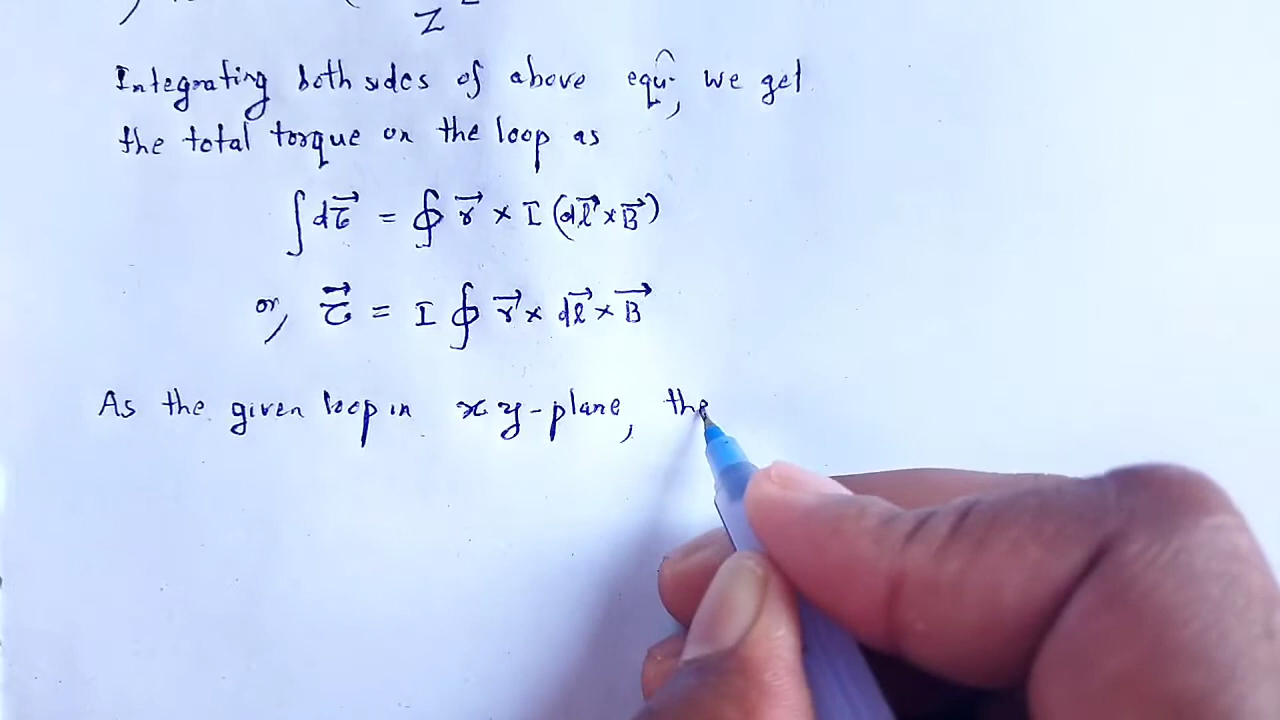 Z
Integrating both sides of above equⁿ, we get
the total torque on the loop as
∫dτ⃗ = ∮ r⃗ × I (dl⃗ × B⃗)
or, τ⃗ = I ∮ r⃗ × dl⃗ × B⃗
As the given loop in xy-plane, the